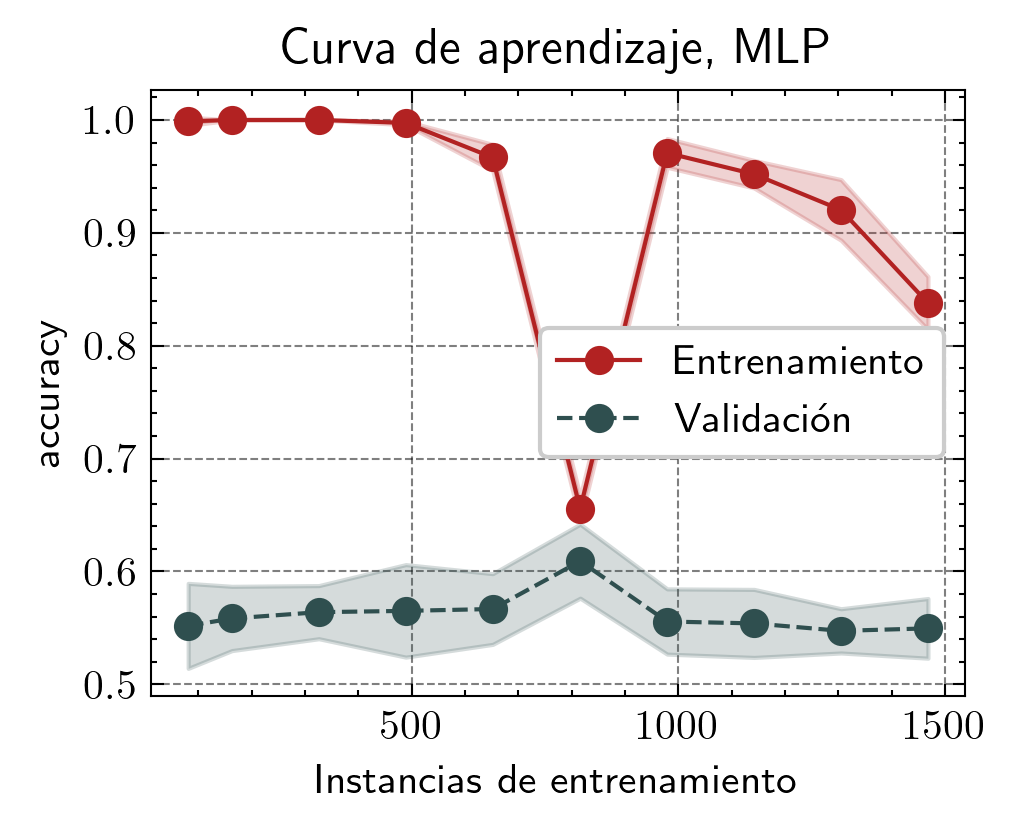 Curva de aprendizaje, MLP
1.0
0.9
0.8
0.7
0.6
0.5
accuracy
Entrenamiento
Validación
500
1000
1500
Instancias de entrenamiento